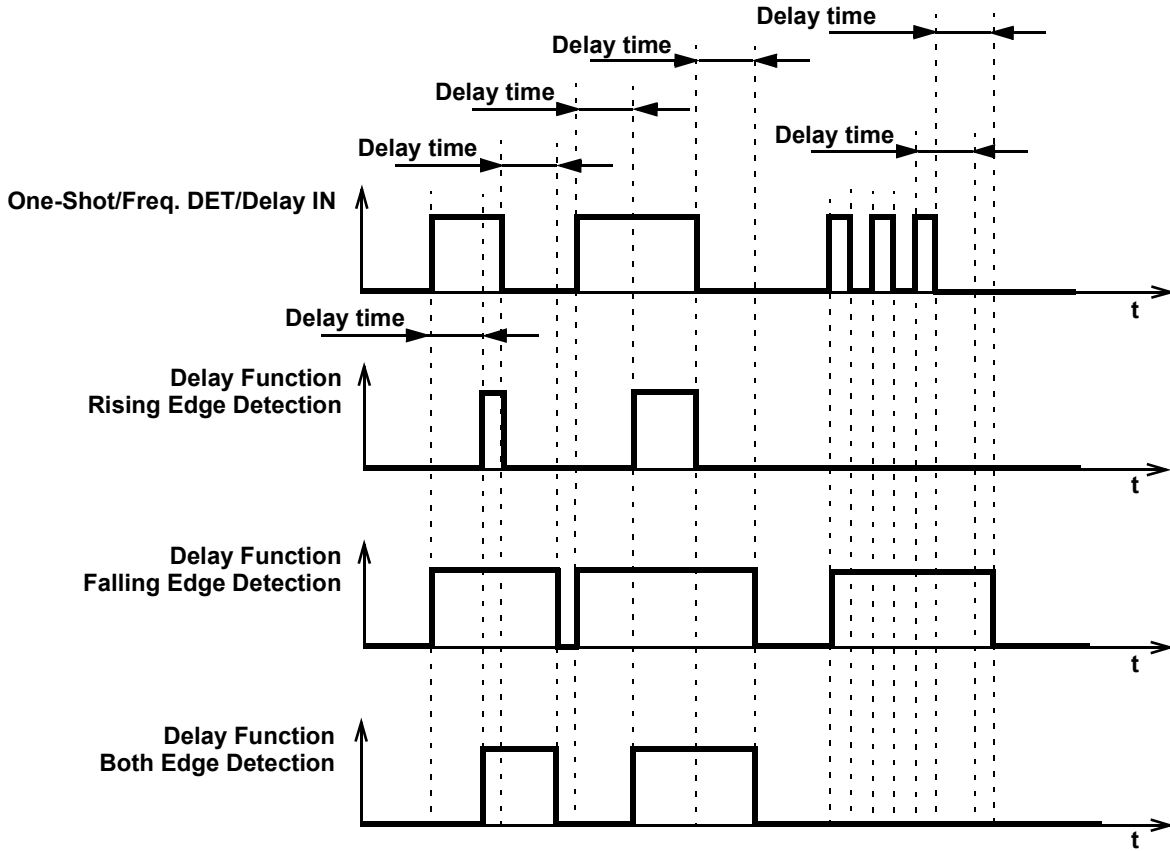 Delay time
Delay time
Delay time
Delay time
Delay time
One-Shot/Freq. DET/Delay IN
t
Delay time
Delay Function
Rising Edge Detection
t
Delay Function
Falling Edge Detection
t
Delay Function
Both Edge Detection
t